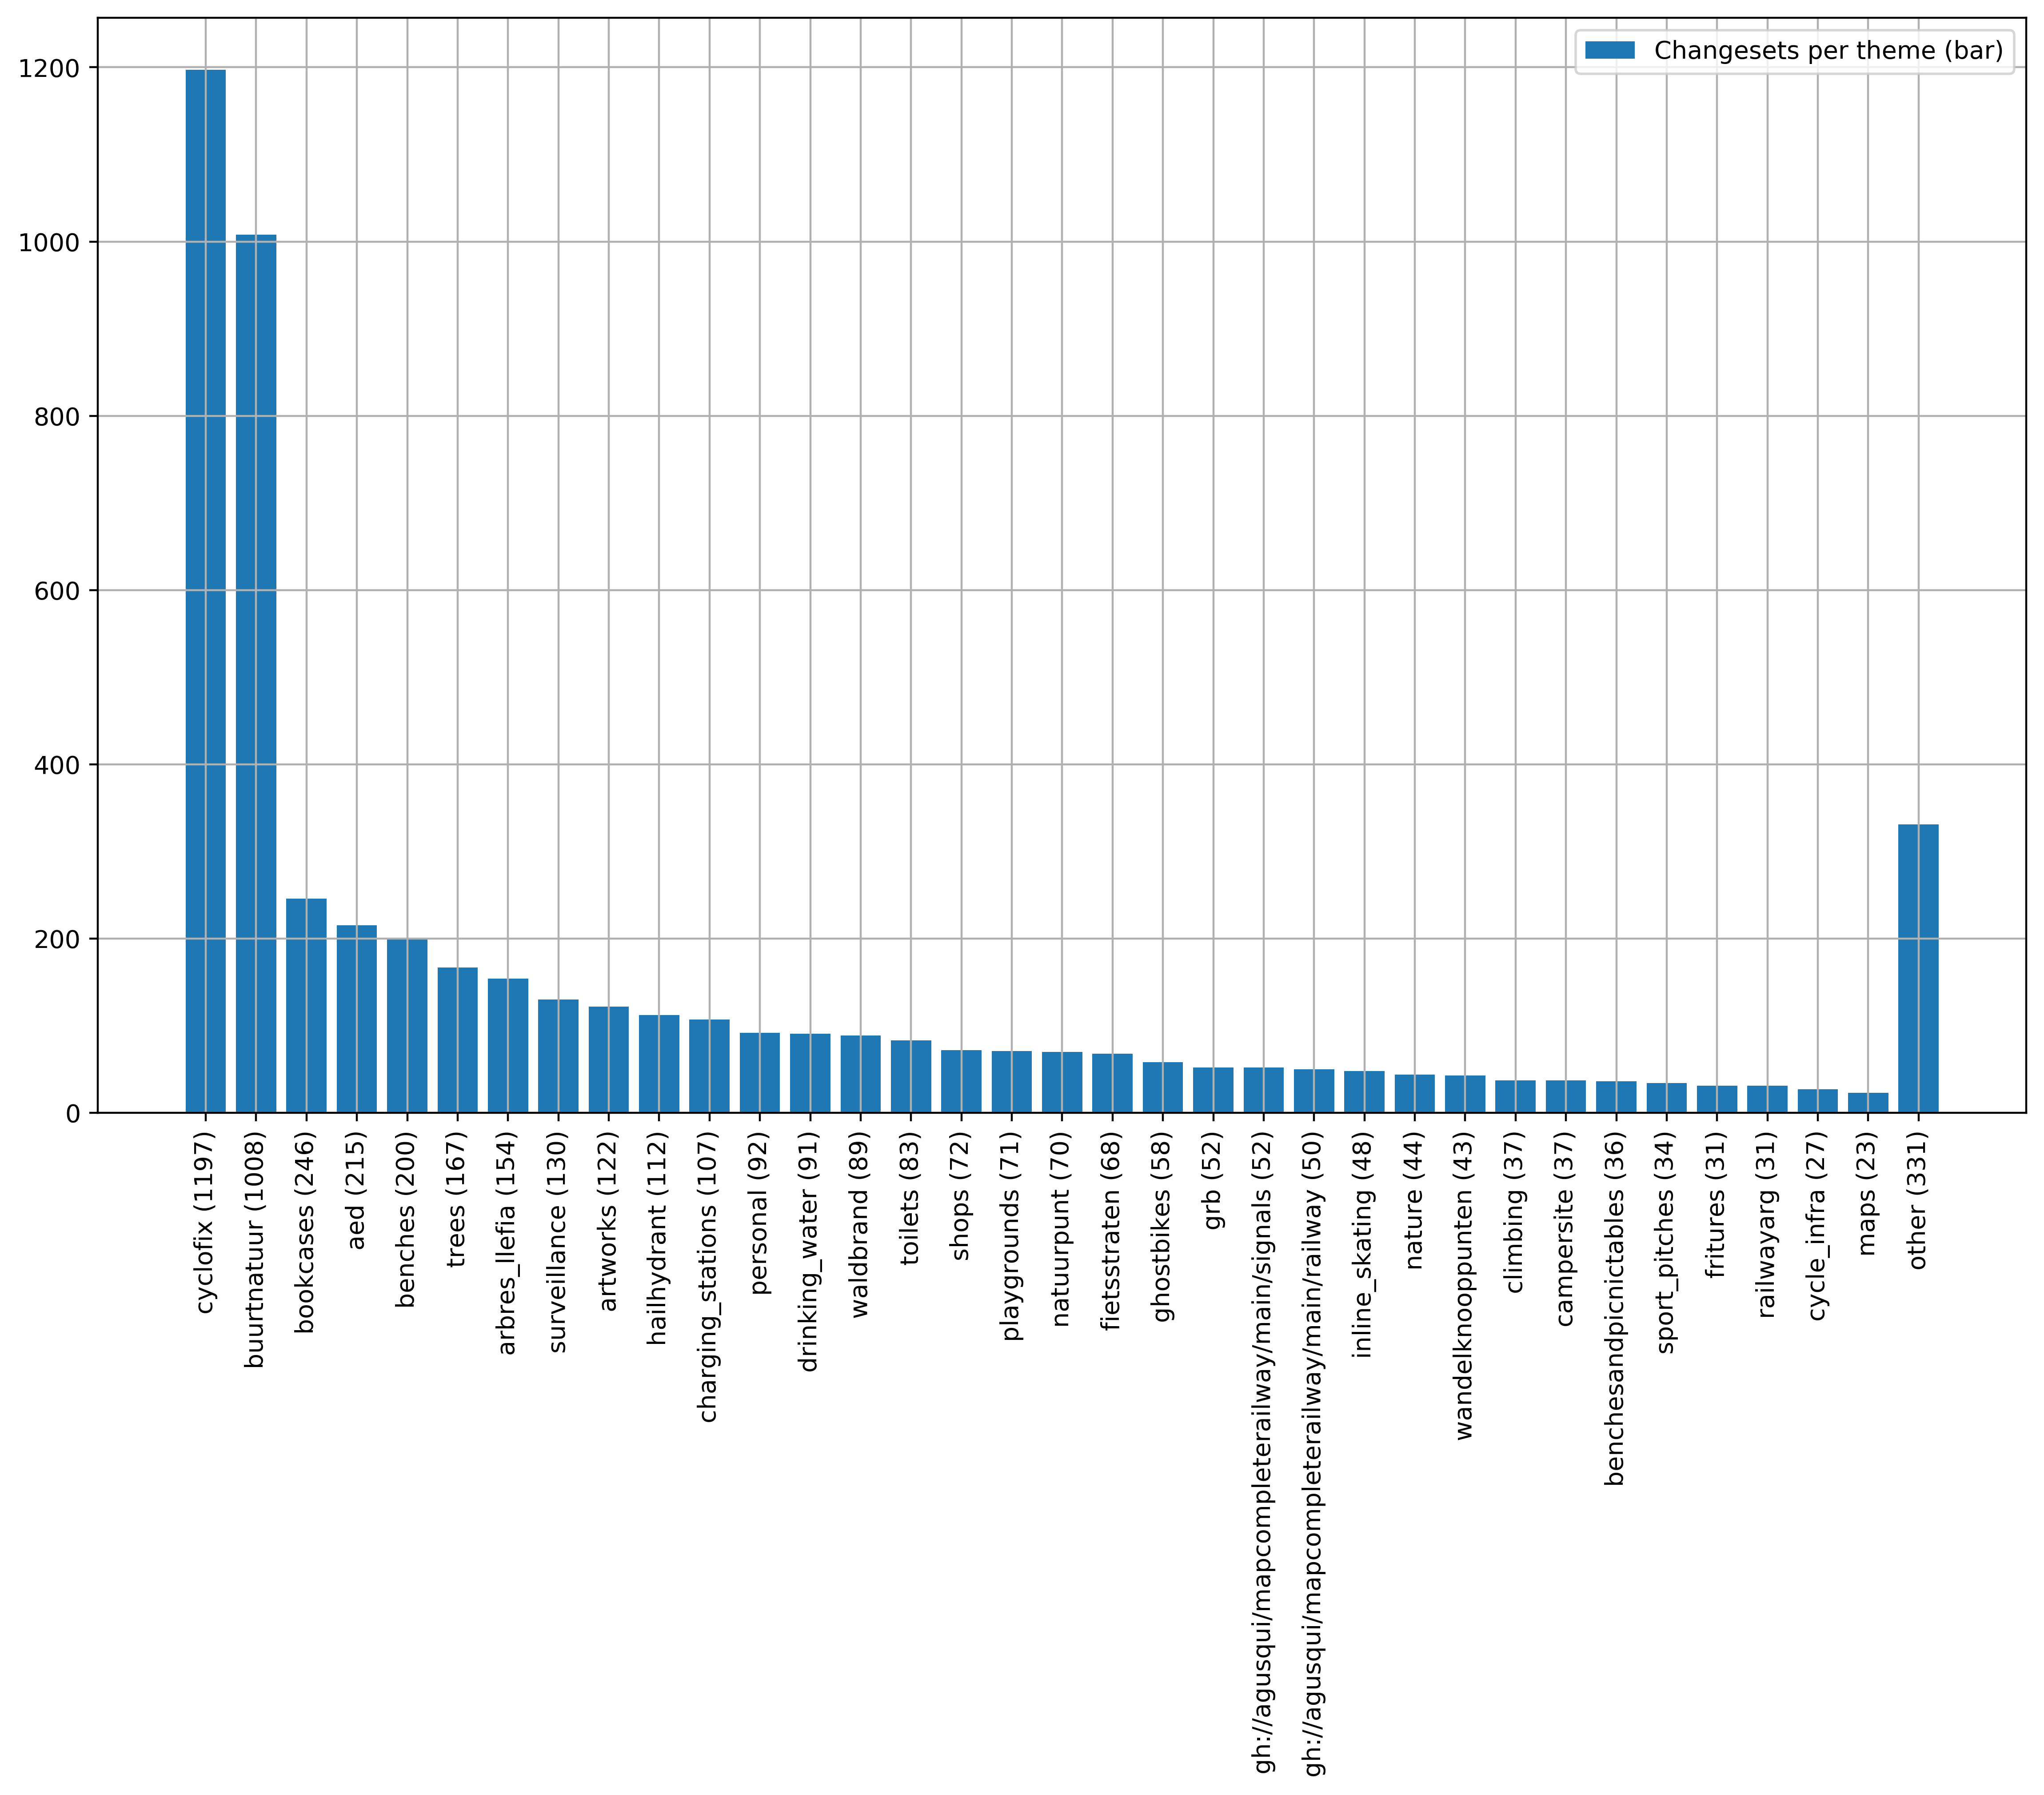 Changesets per theme (bar)
1200
1000
800
600
400
200
0
cyclofix (1197)
buurtnatuur (1008)
bookcases (246)
aed (215)
benches (200)
trees (167)
arbres_llefia (154)
surveillance (130)
artworks (122)
hailhydrant (112)
charging_stations (107)
personal (92)
drinking_water (91)
waldbrand (89)
toilets (83)
shops (72)
playgrounds (71)
natuurpunt (70)
fietsstraten (68)
ghostbikes (58)
grb (52)
gh://agusqui/mapcompleterailway/main/signals (52)
gh://agusqui/mapcompleterailway/main/railway (50)
inline_skating (48)
nature (44)
wandelknooppunten (43)
climbing (37)
campersite (37)
benchesandpicnictables (36)
sport_pitches (34)
fritures (31)
railwayarg (31)
cycle_infra (27)
maps (23)
other (331)